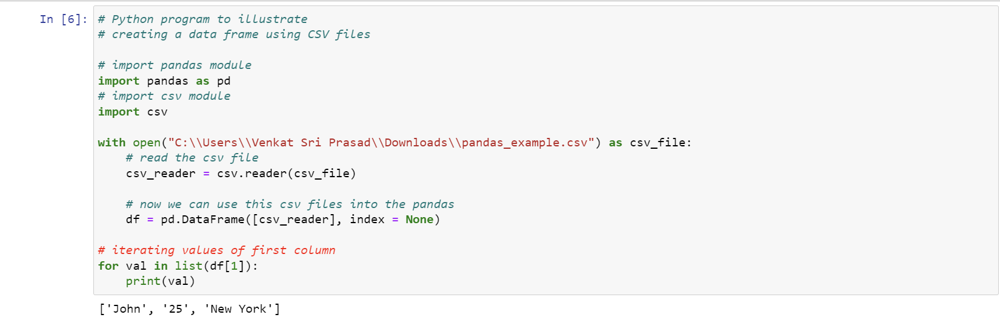 In [6]: # Python program to illustrate
# creating a data frame using CSV files
# import pandas module
import pandas as pd
# import csv module
import csv
with open("C:\\Users\\Venkat Sri Prasad\\Downloads\\pandas_example.csv") as csv_file:
    # read the csv file
    csv_reader = csv.reader(csv_file)
    # now we can use this csv files into the pandas
    df = pd.DataFrame([csv_reader], index = None)
# iterating values of first column
for val in list(df[1]):
    print(val)
['John', '25', 'New York']